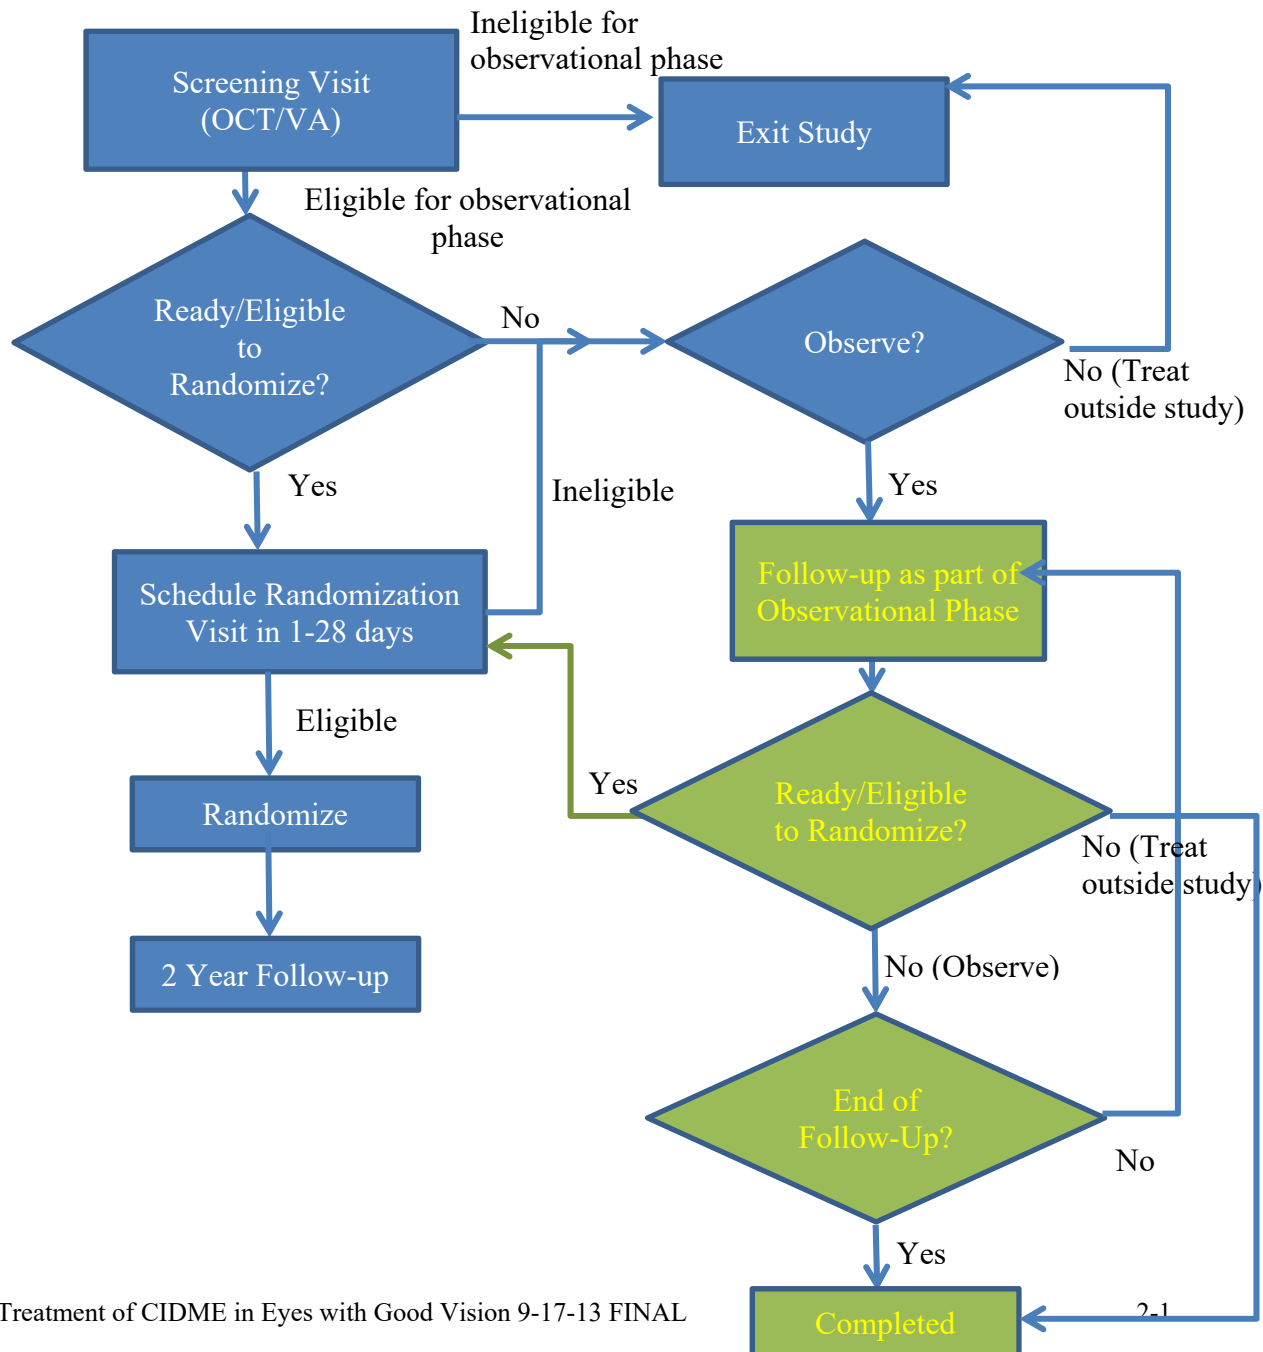 Ineligible for
observational phase
Screening Visit
(OCT/VA)
Exit Study
Eligible for observational
phase
Ready/Eligible
to
Randomize?
No
Observe?
No (Treat
outside study)
Yes
Ineligible
Yes
Schedule Randomization
Visit in 1-28 days
Follow-up as part of
Observational Phase
Eligible
Randomize
Yes
Ready/Eligible
to Randomize?
No (Treat
outside study)
2 Year Follow-up
No (Observe)
End of
Follow-Up?
No
Yes
Treatment of CIDME in Eyes with Good Vision 9-17-13 FINAL
2-1
Completed